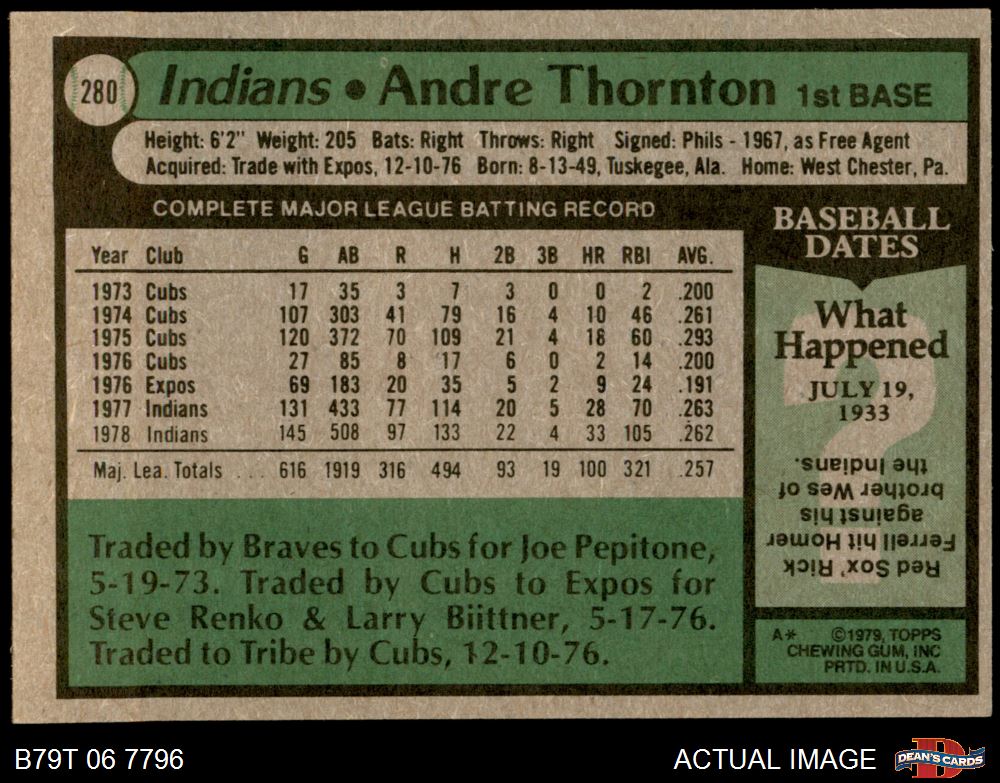 280 Indians • Andre Thornton 1st BASE
Height: 6'2" Weight: 205 Bats: Right Throws: Right Signed: Phils - 1967, as Free Agent
Acquired: Trade with Expos, 12-10-76 Born: 8-13-49, Tuskegee, Ala. Home: West Chester, Pa.
COMPLETE MAJOR LEAGUE BATTING RECORD
Year Club G AB R H 2B 3B HR RBI AVG.
1973 Cubs 17 35 3 7 3 0 0 2 .200
1974 Cubs 107 303 41 79 16 4 10 46 .261
1975 Cubs 120 372 70 109 21 4 18 60 .293
1976 Cubs 27 85 8 17 6 0 2 14 .200
1976 Expos 69 183 20 35 5 2 9 24 .191
1977 Indians 131 433 77 114 20 5 28 70 .263
1978 Indians 145 508 97 133 22 4 33 105 .262
Maj. Lea. Totals . . . 616 1919 316 494 93 19 100 321 .257
Traded by Braves to Cubs for Joe Pepitone,
5-19-73. Traded by Cubs to Expos for
Steve Renko & Larry Biittner, 5-17-76.
Traded to Tribe by Cubs, 12-10-76.
BASEBALL
DATES
What
Happened
JULY 19,
1933
?
Red Sox' Rick
Ferrell hit Homer
against his
brother Wes of
the Indians.
A* ©1979, TOPPS
CHEWING GUM, INC
PRTD. IN U.S.A.
B79T 06 7796
ACTUAL IMAGE
D
DEAN'S CARDS